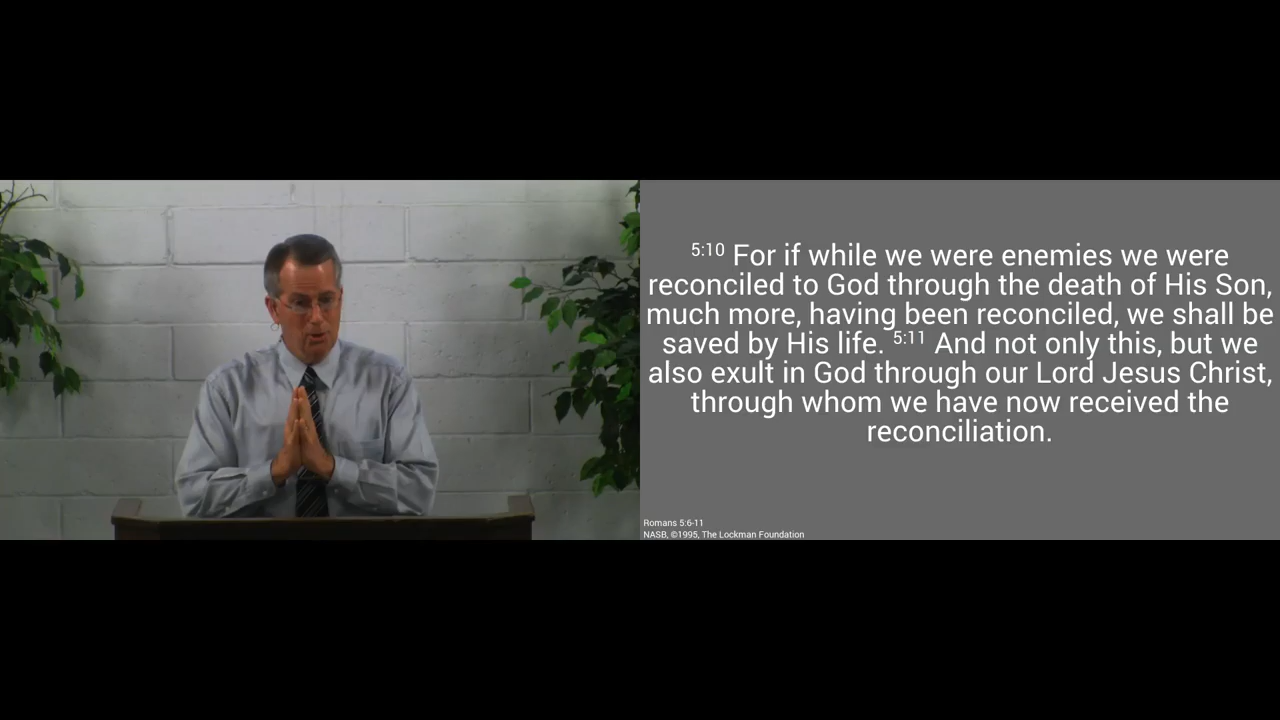 5:10 For if while we were enemies we were
reconciled to God through the death of His Son,
much more, having been reconciled, we shall be
saved by His life. 5:11 And not only this, but we
also exult in God through our Lord Jesus Christ,
through whom we have now received the
reconciliation.
Romans 5:6-11
NASB, ©1995, The Lockman Foundation